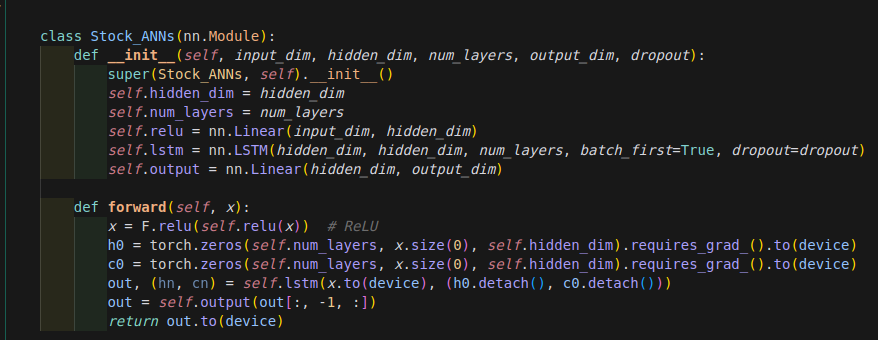 class Stock_ANNs(nn.Module):
    def __init__(self, input_dim, hidden_dim, num_layers, output_dim, dropout):
        super(Stock_ANNs, self).__init__()
        self.hidden_dim = hidden_dim
        self.num_layers = num_layers
        self.relu = nn.Linear(input_dim, hidden_dim)
        self.lstm = nn.LSTM(hidden_dim, hidden_dim, num_layers, batch_first=True, dropout=dropout)
        self.output = nn.Linear(hidden_dim, output_dim)
    def forward(self, x):
        x = F.relu(self.relu(x))  # ReLU
        h0 = torch.zeros(self.num_layers, x.size(0), self.hidden_dim).requires_grad_().to(device)
        c0 = torch.zeros(self.num_layers, x.size(0), self.hidden_dim).requires_grad_().to(device)
        out, (hn, cn) = self.lstm(x.to(device), (h0.detach(), c0.detach()))
        out = self.output(out[:, -1, :])
        return out.to(device)